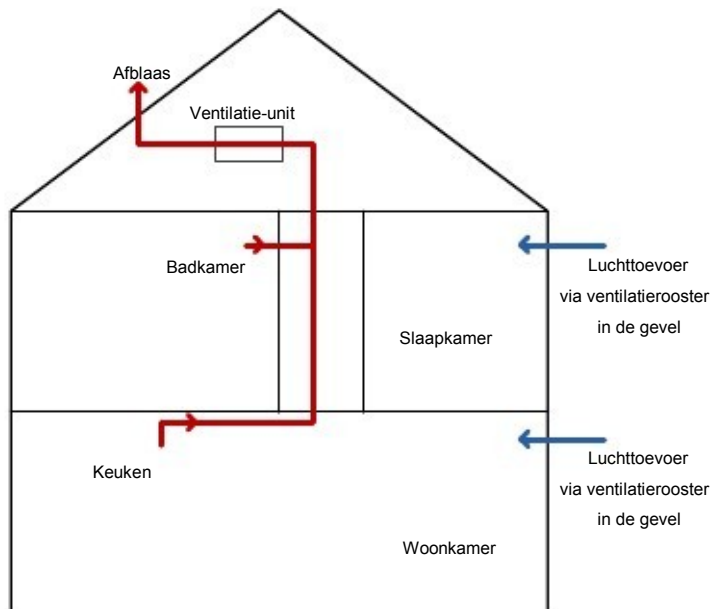 Afblaas
Ventilatie-unit
Badkamer
Luchttoevoer
via ventilatierooster
in de gevel
Slaapkamer
Keuken
Luchttoevoer
via ventilatierooster
in de gevel
Woonkamer